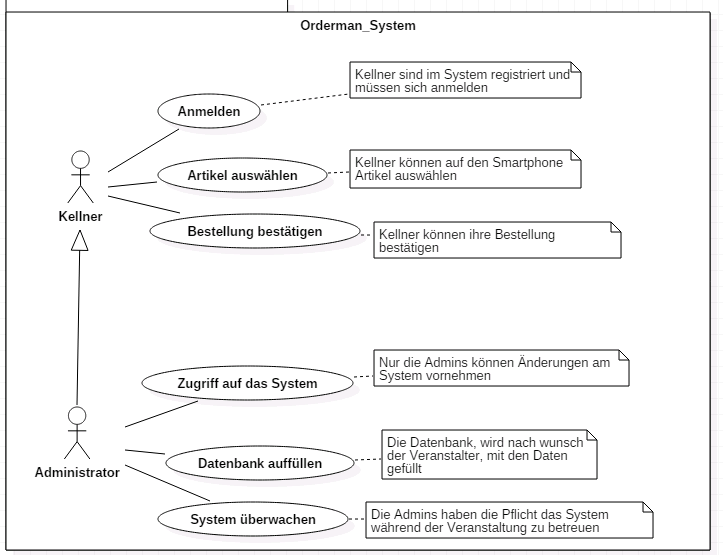 Orderman_System
Kellner sind im System registriert und
müssen sich anmelden
Anmelden
Kellner können auf den Smartphone
Artikel auswählen
Artikel auswählen
Kellner
Bestellung bestätigen
Kellner können ihre Bestellung
bestätigen
Nur die Admins können Änderungen am
System vornehmen
Zugriff auf das System
Die Datenbank, wird nach wunsch
der Veranstalter, mit den Daten
gefüllt
Datenbank auffüllen
Administrator
Die Admins haben die Pflicht das System
während der Veranstaltung zu betreuen
System überwachen